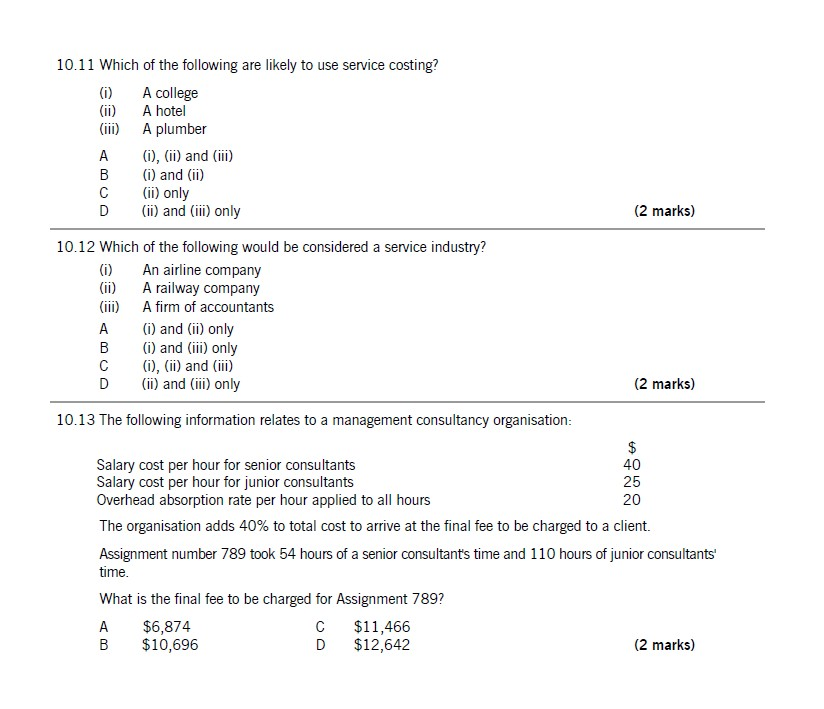 10.11 Which of the following are likely to use service costing?
(i) A college
(ii) A hotel
(iii) A plumber
A (i), (ii) and (iii)
B (i) and (ii)
C (ii) only
D (ii) and (iii) only (2 marks)
10.12 Which of the following would be considered a service industry?
(i) An airline company
(ii) A railway company
(iii) A firm of accountants
A (i) and (ii) only
B (i) and (iii) only
C (i), (ii) and (iii)
D (ii) and (iii) only (2 marks)
10.13 The following information relates to a management consultancy organisation:
$
Salary cost per hour for senior consultants 40
Salary cost per hour for junior consultants 25
Overhead absorption rate per hour applied to all hours 20
The organisation adds 40% to total cost to arrive at the final fee to be charged to a client.
Assignment number 789 took 54 hours of a senior consultant's time and 110 hours of junior consultants'
time.
What is the final fee to be charged for Assignment 789?
A $6,874 C $11,466
B $10,696 D $12,642 (2 marks)